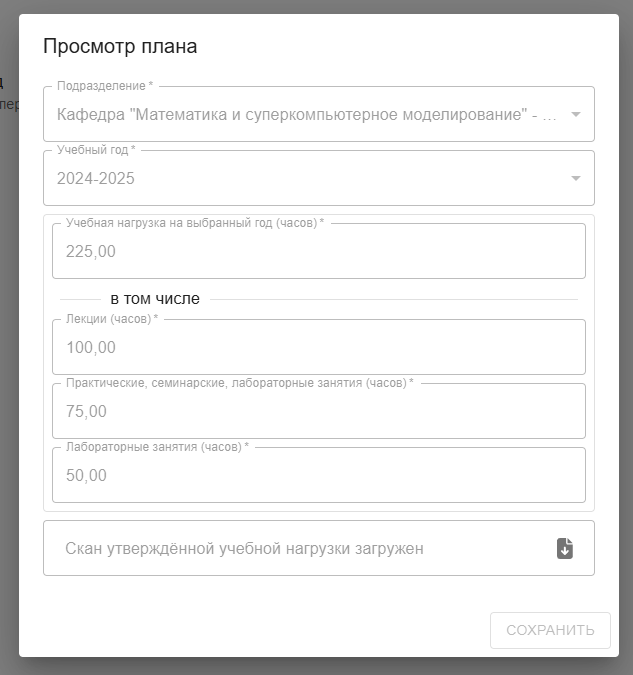 Просмотр плана
д
пер
Подразделение *
Кафедра "Математика и суперкомпьютерное моделирование" - ...
Учебный год *
2024-2025
Учебная нагрузка на выбранный год (часов) *
225,00
в том числе
Лекции (часов) *
100,00
Практические, семинарские, лабораторные занятия (часов) *
75,00
Лабораторные занятия (часов) *
50,00
Скан утверждённой учебной нагрузки загружен
СОХРАНИТЬ